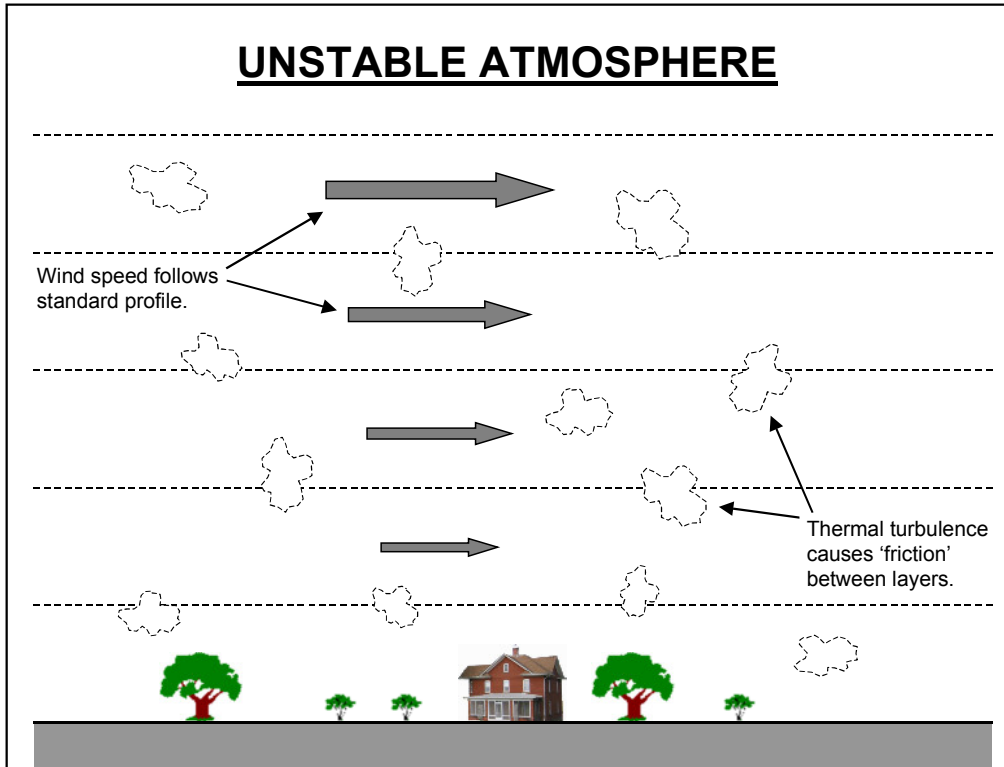 UNSTABLE ATMOSPHERE
Wind speed follows
standard profile.
Thermal turbulence
causes ‘friction’
between layers.